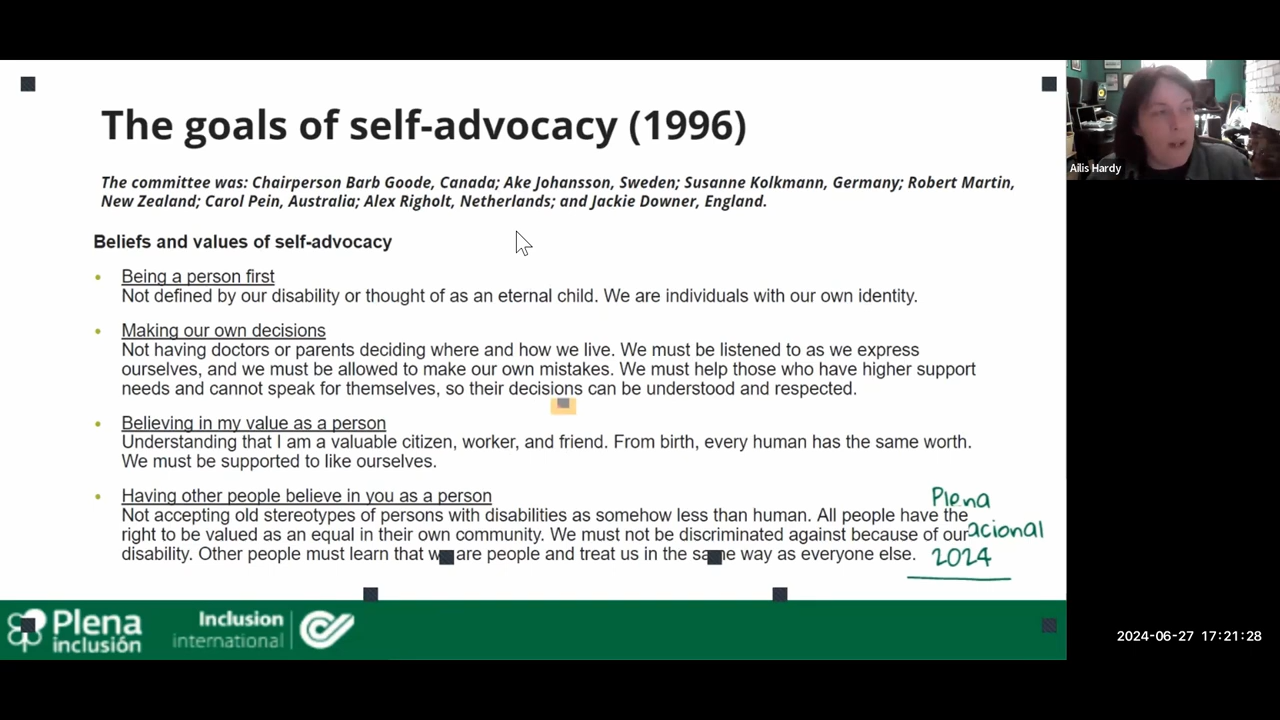 The goals of self-advocacy (1996)
The committee was: Chairperson Barb Goode, Canada; Ake Johansson, Sweden; Susanne Kolkmann, Germany; Robert Martin,
New Zealand; Carol Pein, Australia; Alex Righolt, Netherlands; and Jackie Downer, England.
Beliefs and values of self-advocacy
• Being a person first
Not defined by our disability or thought of as an eternal child. We are individuals with our own identity.
• Making our own decisions
Not having doctors or parents deciding where and how we live. We must be listened to as we express
ourselves, and we must be allowed to make our own mistakes. We must help those who have higher support
needs and cannot speak for themselves, so their decisions can be understood and respected.
• Believing in my value as a person
Understanding that I am a valuable citizen, worker, and friend. From birth, every human has the same worth.
We must be supported to like ourselves.
• Having other people believe in you as a person
Not accepting old stereotypes of persons with disabilities as somehow less than human. All people have the
right to be valued as an equal in their own community. We must not be discriminated against because of our
disability. Other people must learn that we are people and treat us in the same way as everyone else.
Plena
acional
2024
Plena
inclusión
Inclusion
international
Ailis Hardy
2024-06-27 17:21:28